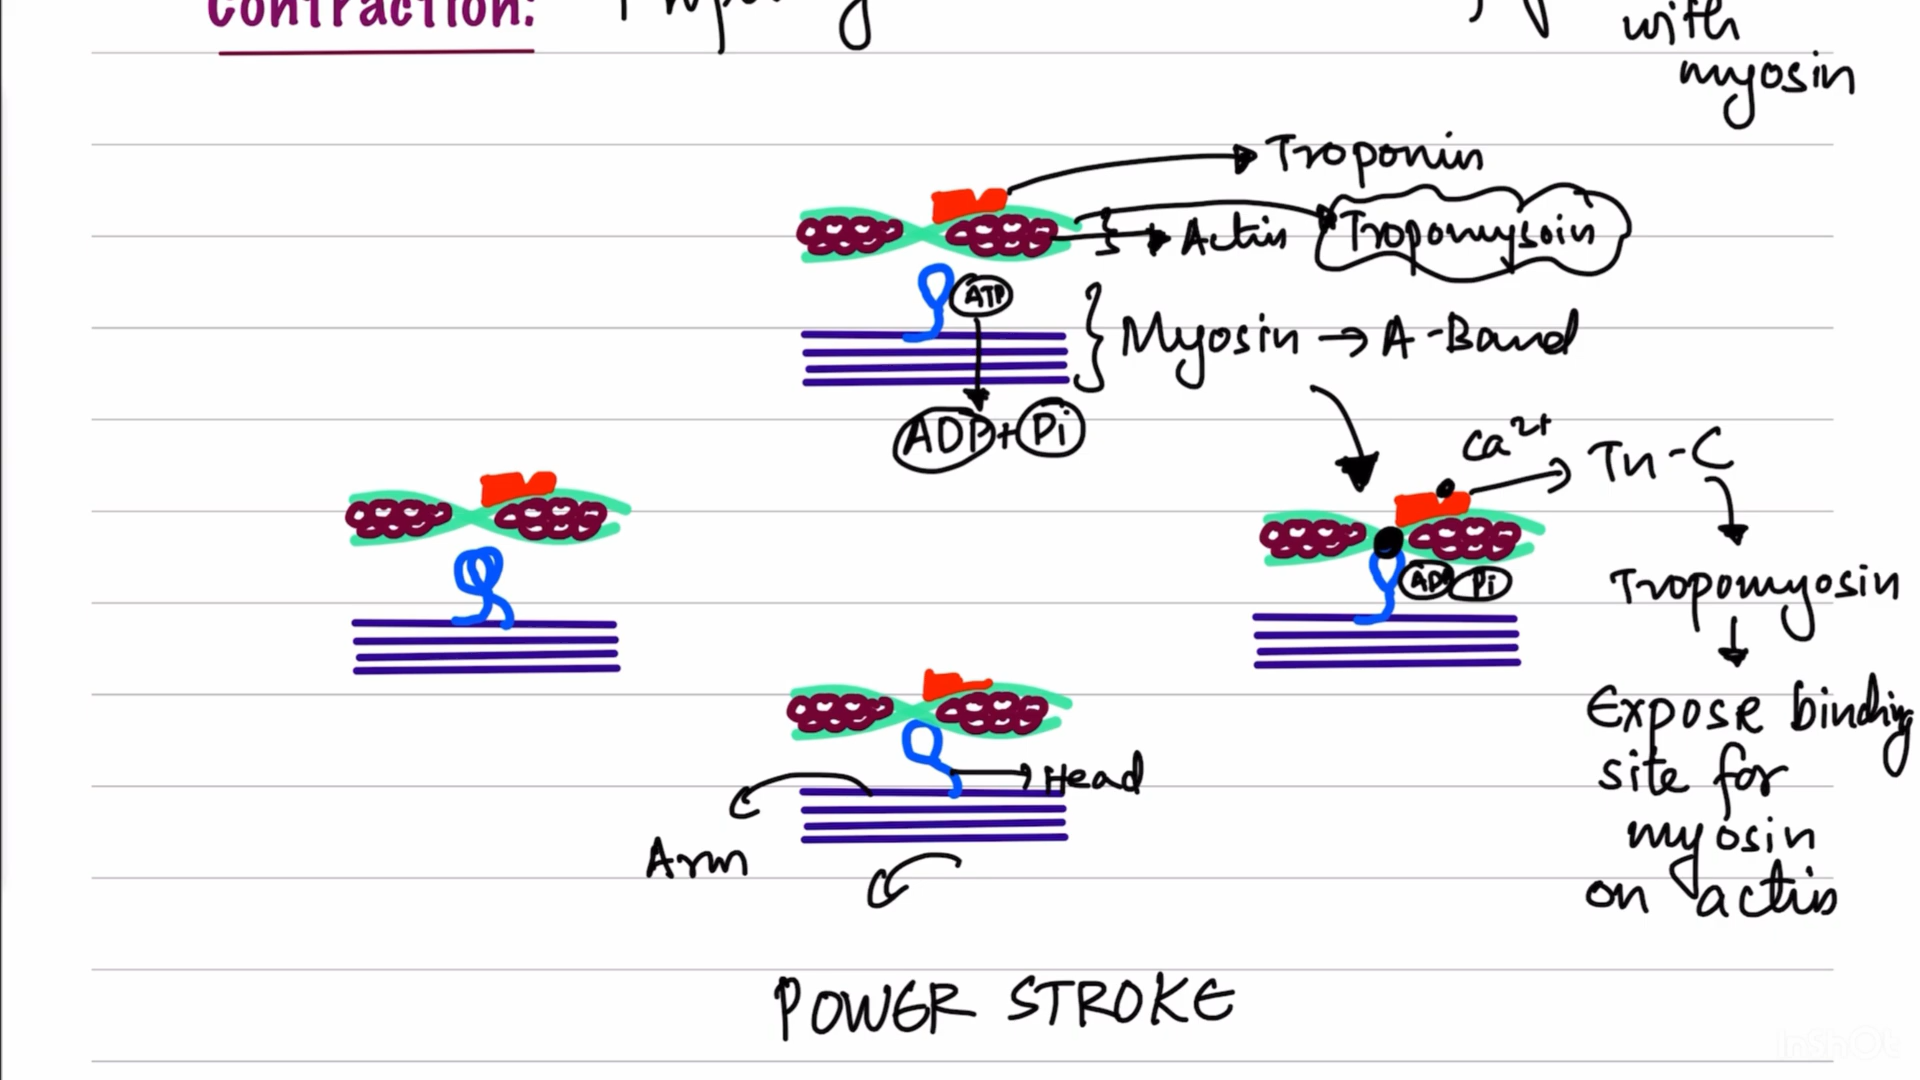 Contraction:
with
myosin
Troponin
Actin
Tropomysoin
ATP
Myosin → A-Band
ADP+Pi
Ca2+
Tn-C
ADP Pi
Tropomyosin
Expose binding
site for
myosin
on actin
Head
Arm
POWER STROKE
InShOt